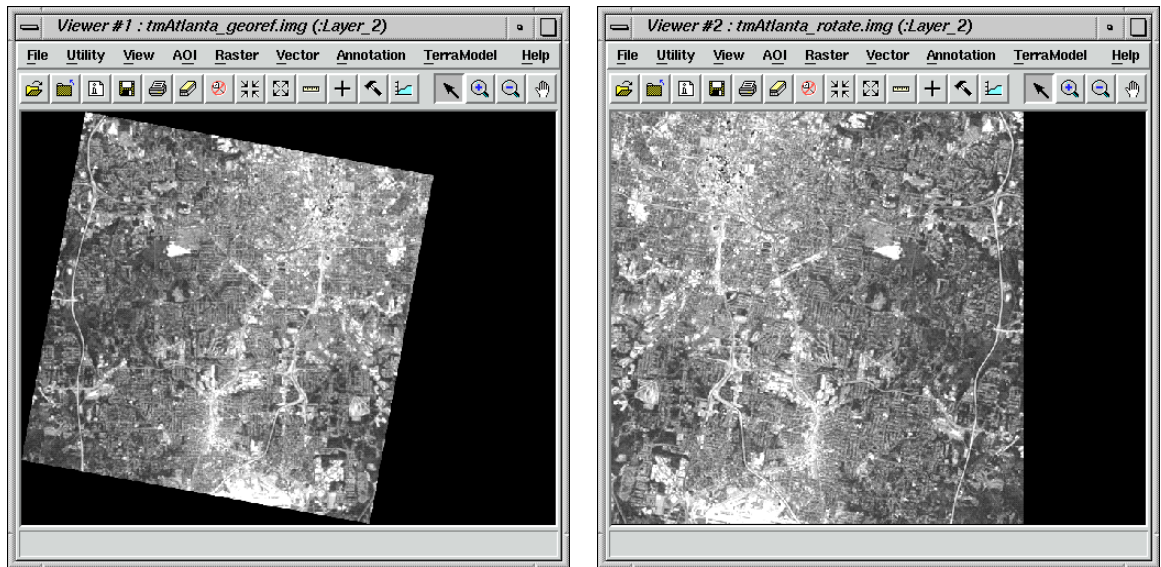 Viewer #1 : tmAtlanta_georef.img (:Layer_2)
File Utility View AOI Raster Vector Annotation TerraModel Help
Viewer #2 : tmAtlanta_rotate.img (:Layer_2)
File Utility View AOI Raster Vector Annotation TerraModel Help